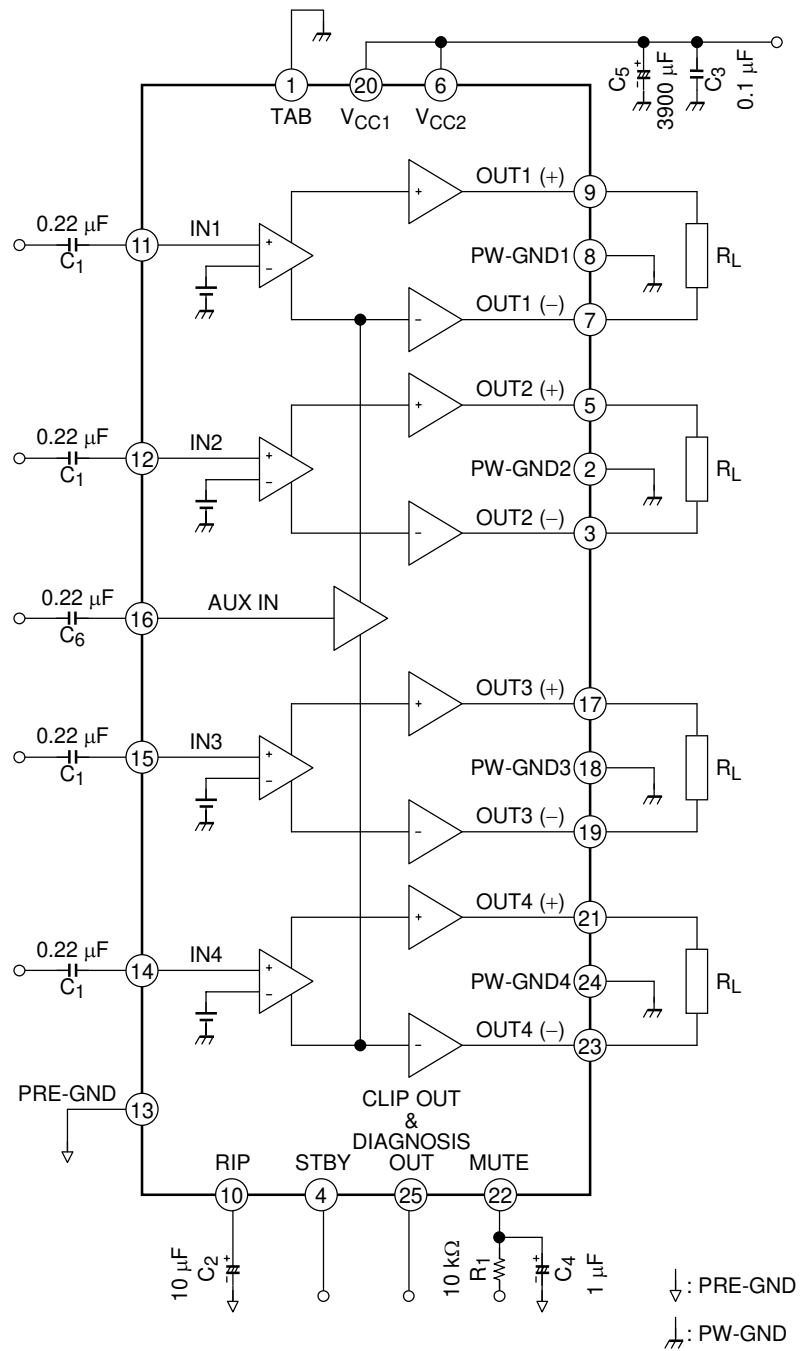 1
TAB
20
VCC1
6
VCC2
C5
3900 μF
C3
0.1 μF
+
-
0.22 μF
C1
11
IN1
+
-
+
OUT1 (+)
9
PW-GND1
8
RL
-
OUT1 (−)
7
0.22 μF
C1
12
IN2
+
-
+
OUT2 (+)
5
PW-GND2
2
RL
-
OUT2 (−)
3
0.22 μF
C6
16
AUX IN
0.22 μF
C1
15
IN3
+
-
+
OUT3 (+)
17
PW-GND3
18
RL
-
OUT3 (−)
19
0.22 μF
C1
14
IN4
+
-
+
OUT4 (+)
21
PW-GND4
24
RL
-
OUT4 (−)
23
PRE-GND
13
RIP
10
STBY
4
CLIP OUT
&
DIAGNOSIS
OUT
25
MUTE
22
10 μF
C2
+
-
10 kΩ
R1
+
-
C4
1 μF
: PRE-GND
: PW-GND